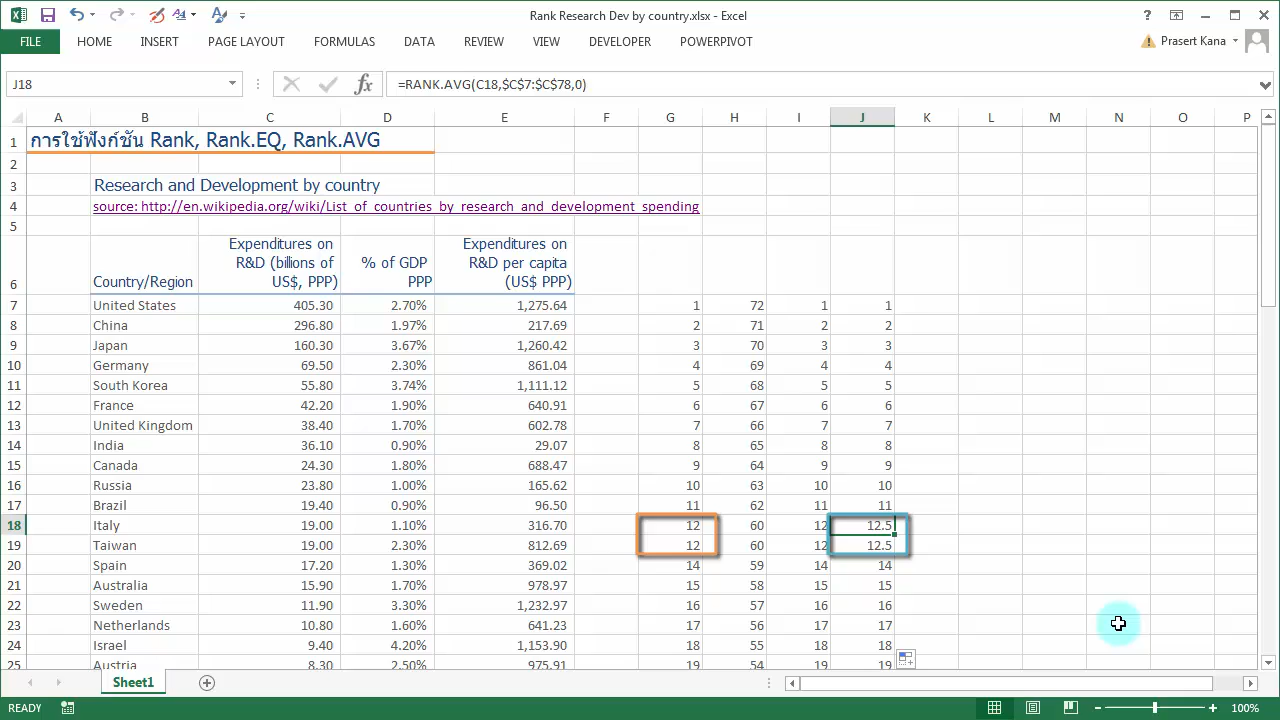 Rank Research Dev by country.xlsx - Excel
FILE HOME INSERT PAGE LAYOUT FORMULAS DATA REVIEW VIEW DEVELOPER POWERPIVOT Prasert Kana
J18 =RANK.AVG(C18,$C$7:$C$78,0)
A B C D E F G H I J K L M N O P
1 การใช้ฟังก์ชัน Rank, Rank.EQ, Rank.AVG
2
3 Research and Development by country
4 source: http://en.wikipedia.org/wiki/List_of_countries_by_research_and_development_spending
5
Expenditures on Expenditures on
R&D (billions of % of GDP R&D per capita
6 Country/Region US$, PPP) PPP (US$ PPP)
7 United States 405.30 2.70% 1,275.64 1 72 1 1
8 China 296.80 1.97% 217.69 2 71 2 2
9 Japan 160.30 3.67% 1,260.42 3 70 3 3
10 Germany 69.50 2.30% 861.04 4 69 4 4
11 South Korea 55.80 3.74% 1,111.12 5 68 5 5
12 France 42.20 1.90% 640.91 6 67 6 6
13 United Kingdom 38.40 1.70% 602.78 7 66 7 7
14 India 36.10 0.90% 29.07 8 65 8 8
15 Canada 24.30 1.80% 688.47 9 64 9 9
16 Russia 23.80 1.00% 165.62 10 63 10 10
17 Brazil 19.40 0.90% 96.50 11 62 11 11
18 Italy 19.00 1.10% 316.70 12 60 12 12.5
19 Taiwan 19.00 2.30% 812.69 12 60 12 12.5
20 Spain 17.20 1.30% 369.02 14 59 14 14
21 Australia 15.90 1.70% 978.97 15 58 15 15
22 Sweden 11.90 3.30% 1,232.97 16 57 16 16
23 Netherlands 10.80 1.60% 641.23 17 56 17 17
24 Israel 9.40 4.20% 1,153.90 18 55 18 18
25 Austria 8.30 2.50% 975.91 19 54 19 19
Sheet1
READY 100%